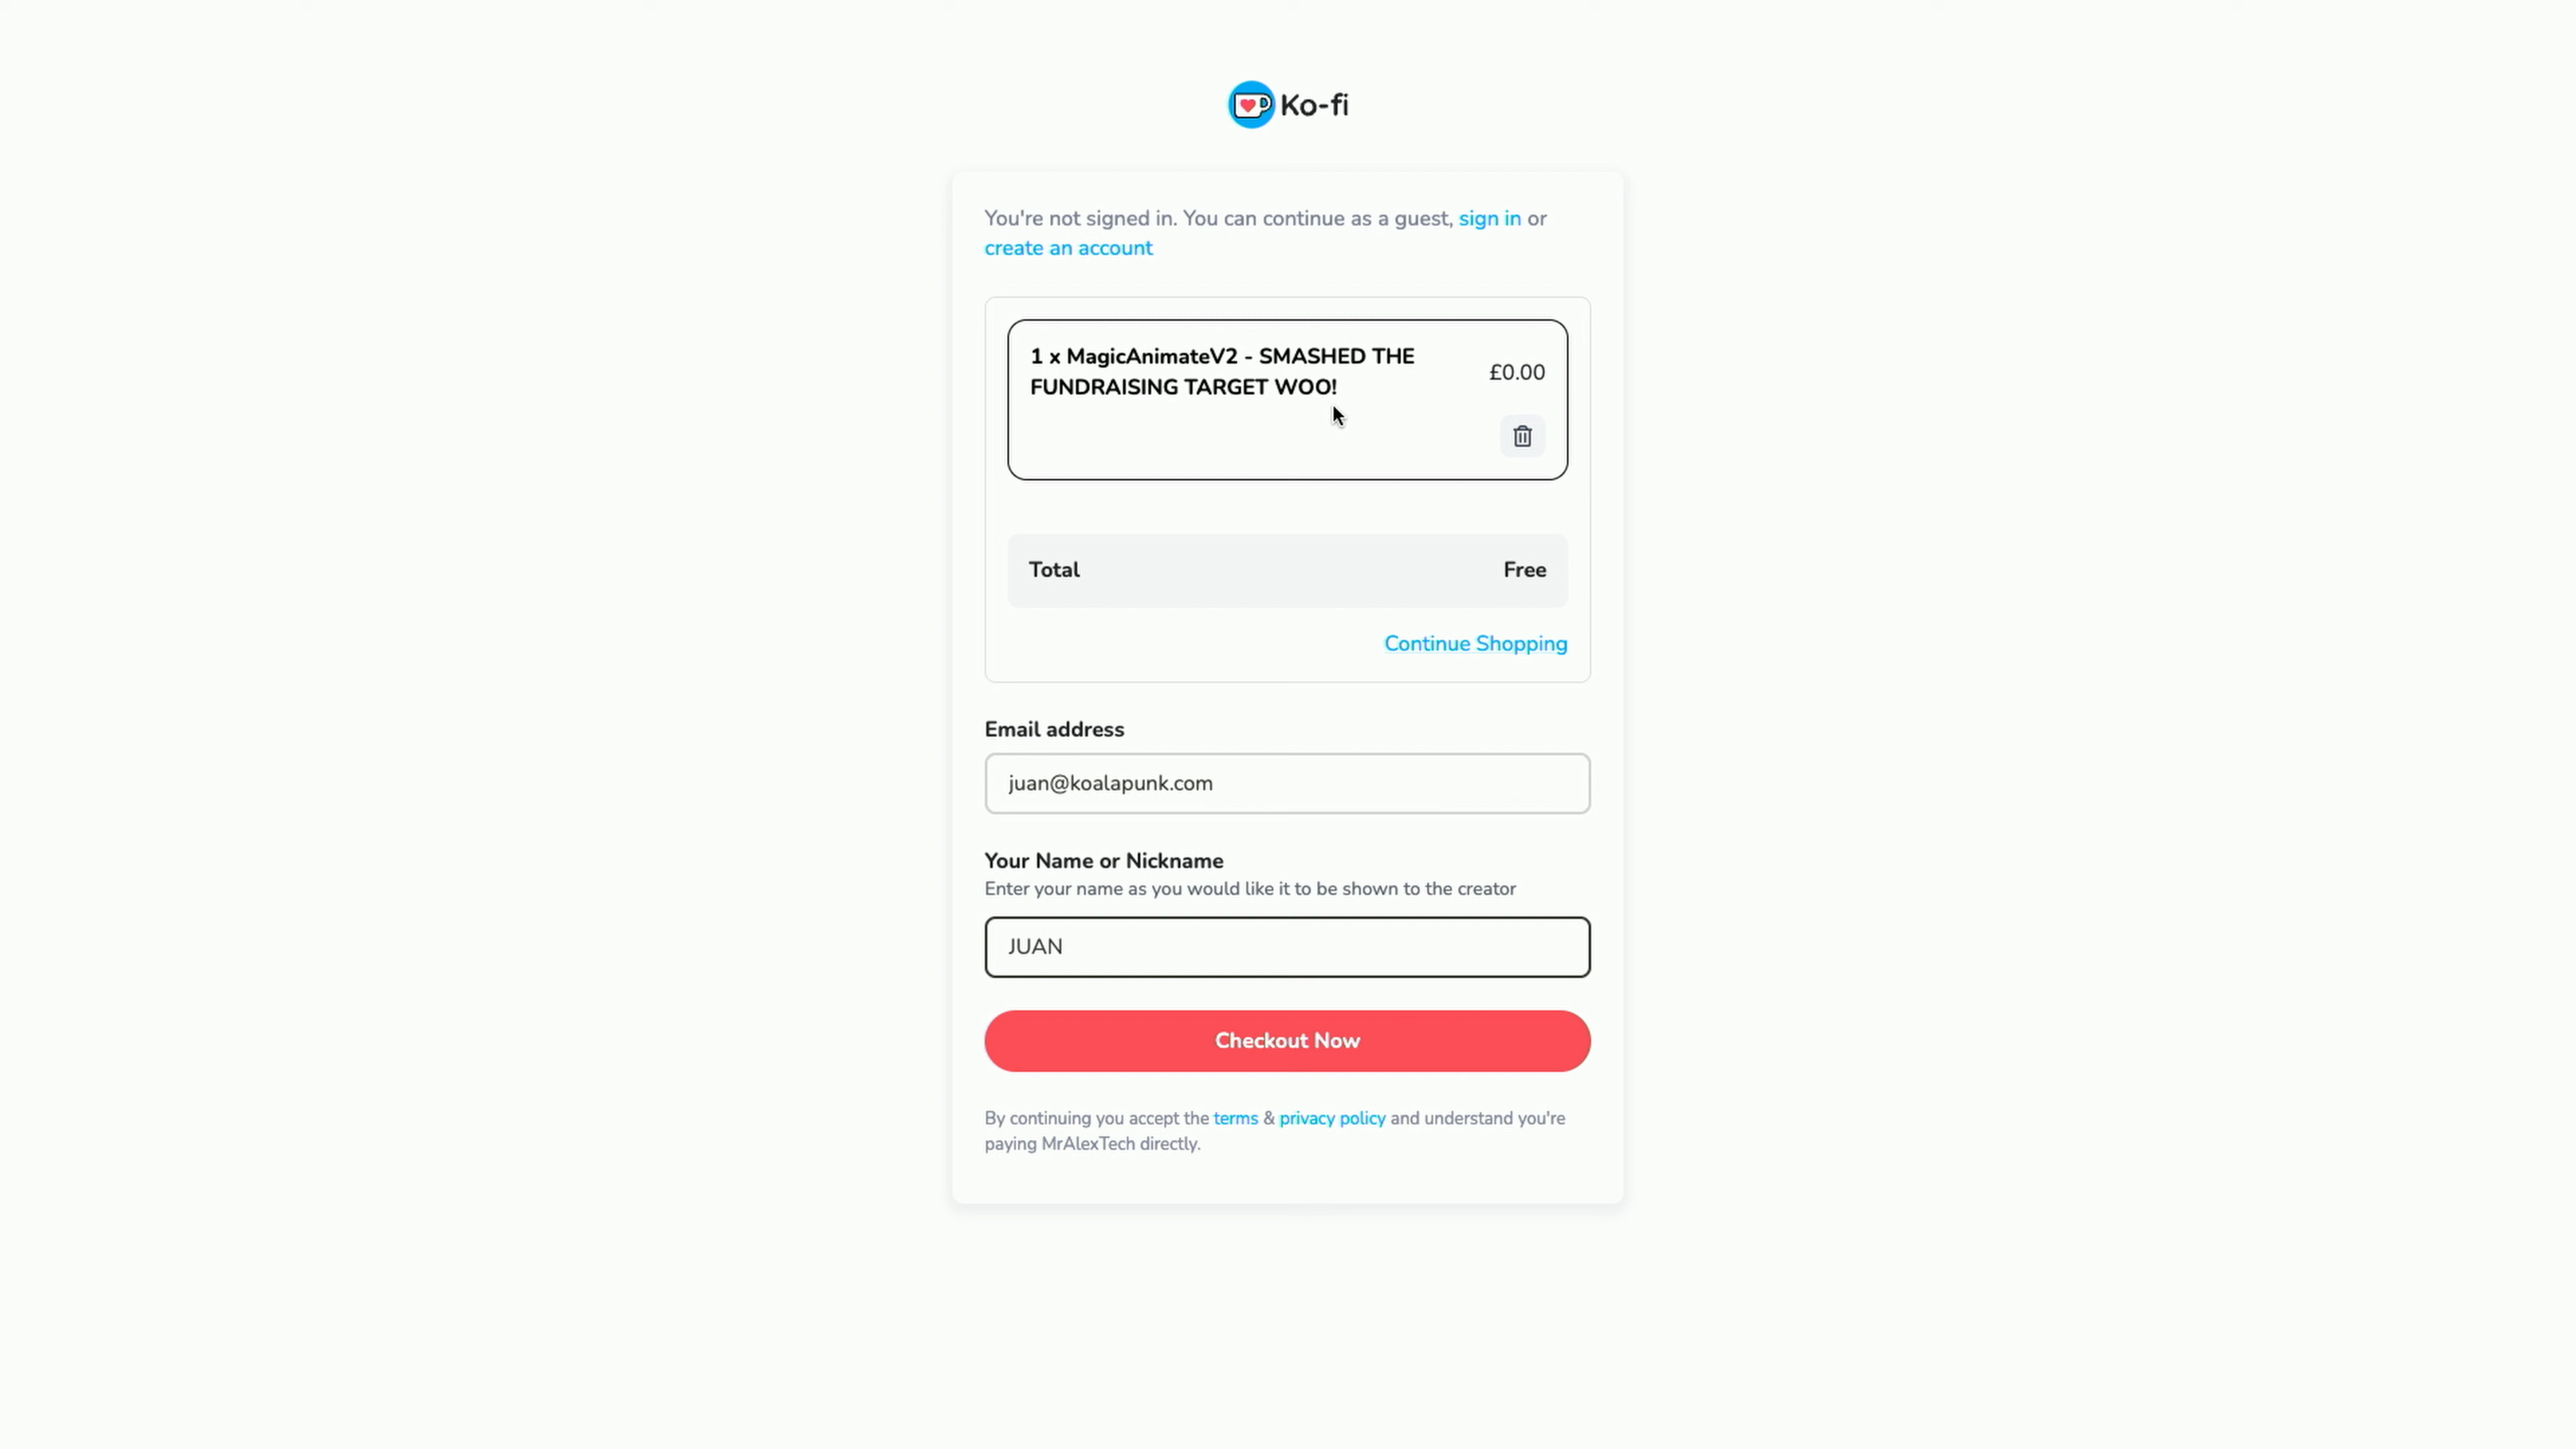 Ko-fi
You're not signed in. You can continue as a guest, sign in or
create an account
1 x MagicAnimateV2 - SMASHED THE
FUNDRAISING TARGET WOO!
£0.00
Total
Free
Continue Shopping
Email address
juan@koalapunk.com
Your Name or Nickname
Enter your name as you would like it to be shown to the creator
JUAN
Checkout Now
By continuing you accept the terms & privacy policy and understand you're
paying MrAlexTech directly.